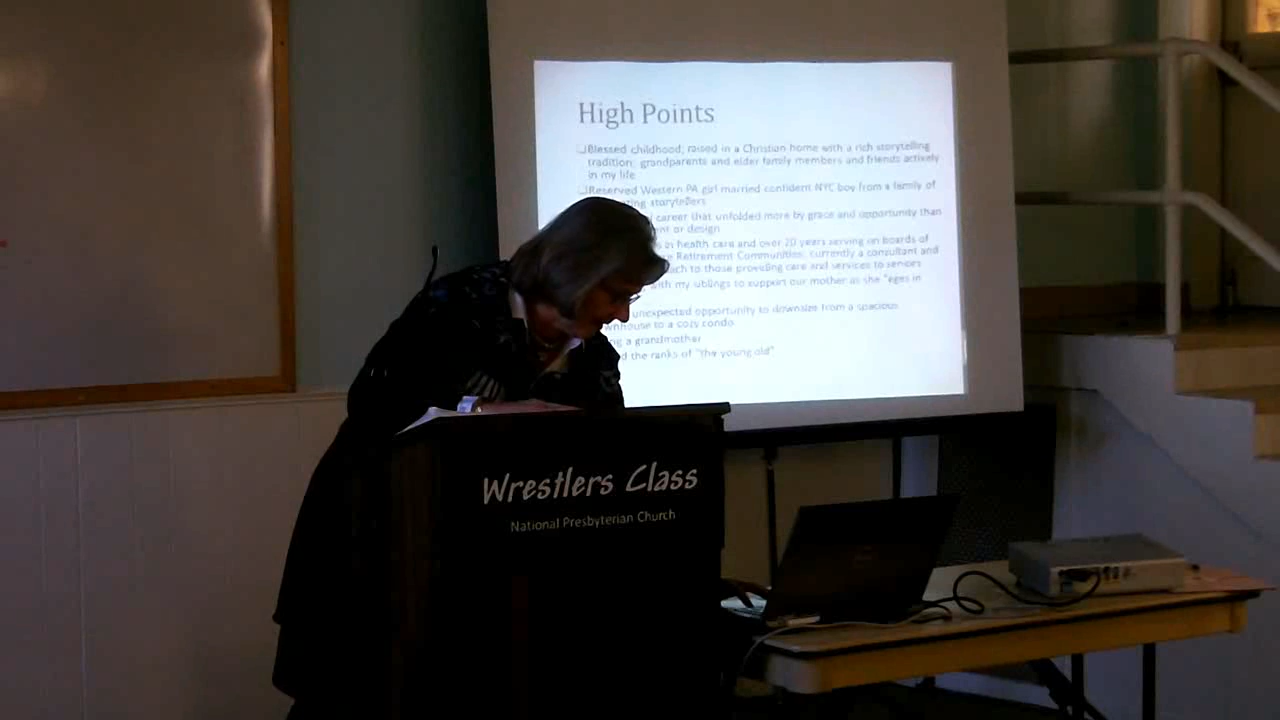 High Points
Blessed childhood; raised in a Christian home with a rich storytelling
tradition; grandparents and elder family members and friends actively
in my life
Reserved Western PA girl married confident NYC boy from a family of
storytellers
career that unfolded more by grace and opportunity than
or design
in health care and over 20 years serving on boards of
Retirement Communities, currently a consultant and
to those providing care and services to seniors
with my siblings to support our mother as she "ages in
unexpected opportunity to downsize from a spacious
to a cozy condo
a grandmother
the ranks of "the young old"
Wrestlers Class
National Presbyterian Church